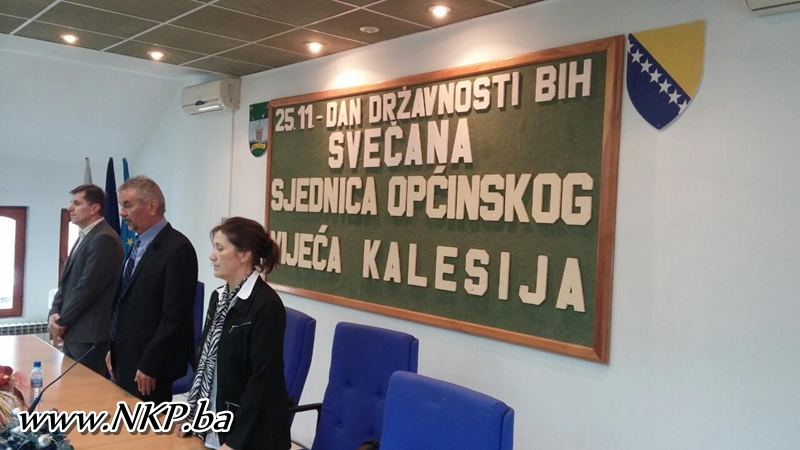 25.11.- DAN DRŽAVNOSTI BIH
SVEČANA
SJEDNICA OPĆINSKOG
VIJEĆA KALESIJA
www.NKP.ba